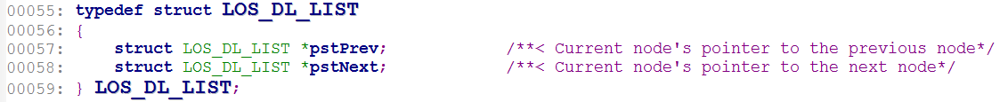 00055: typedef struct LOS_DL_LIST
00056: {
00057:     struct LOS_DL_LIST *pstPrev;             /**< Current node's pointer to the previous node*/
00058:     struct LOS_DL_LIST *pstNext;             /**< Current node's pointer to the next node*/
00059: } LOS_DL_LIST;